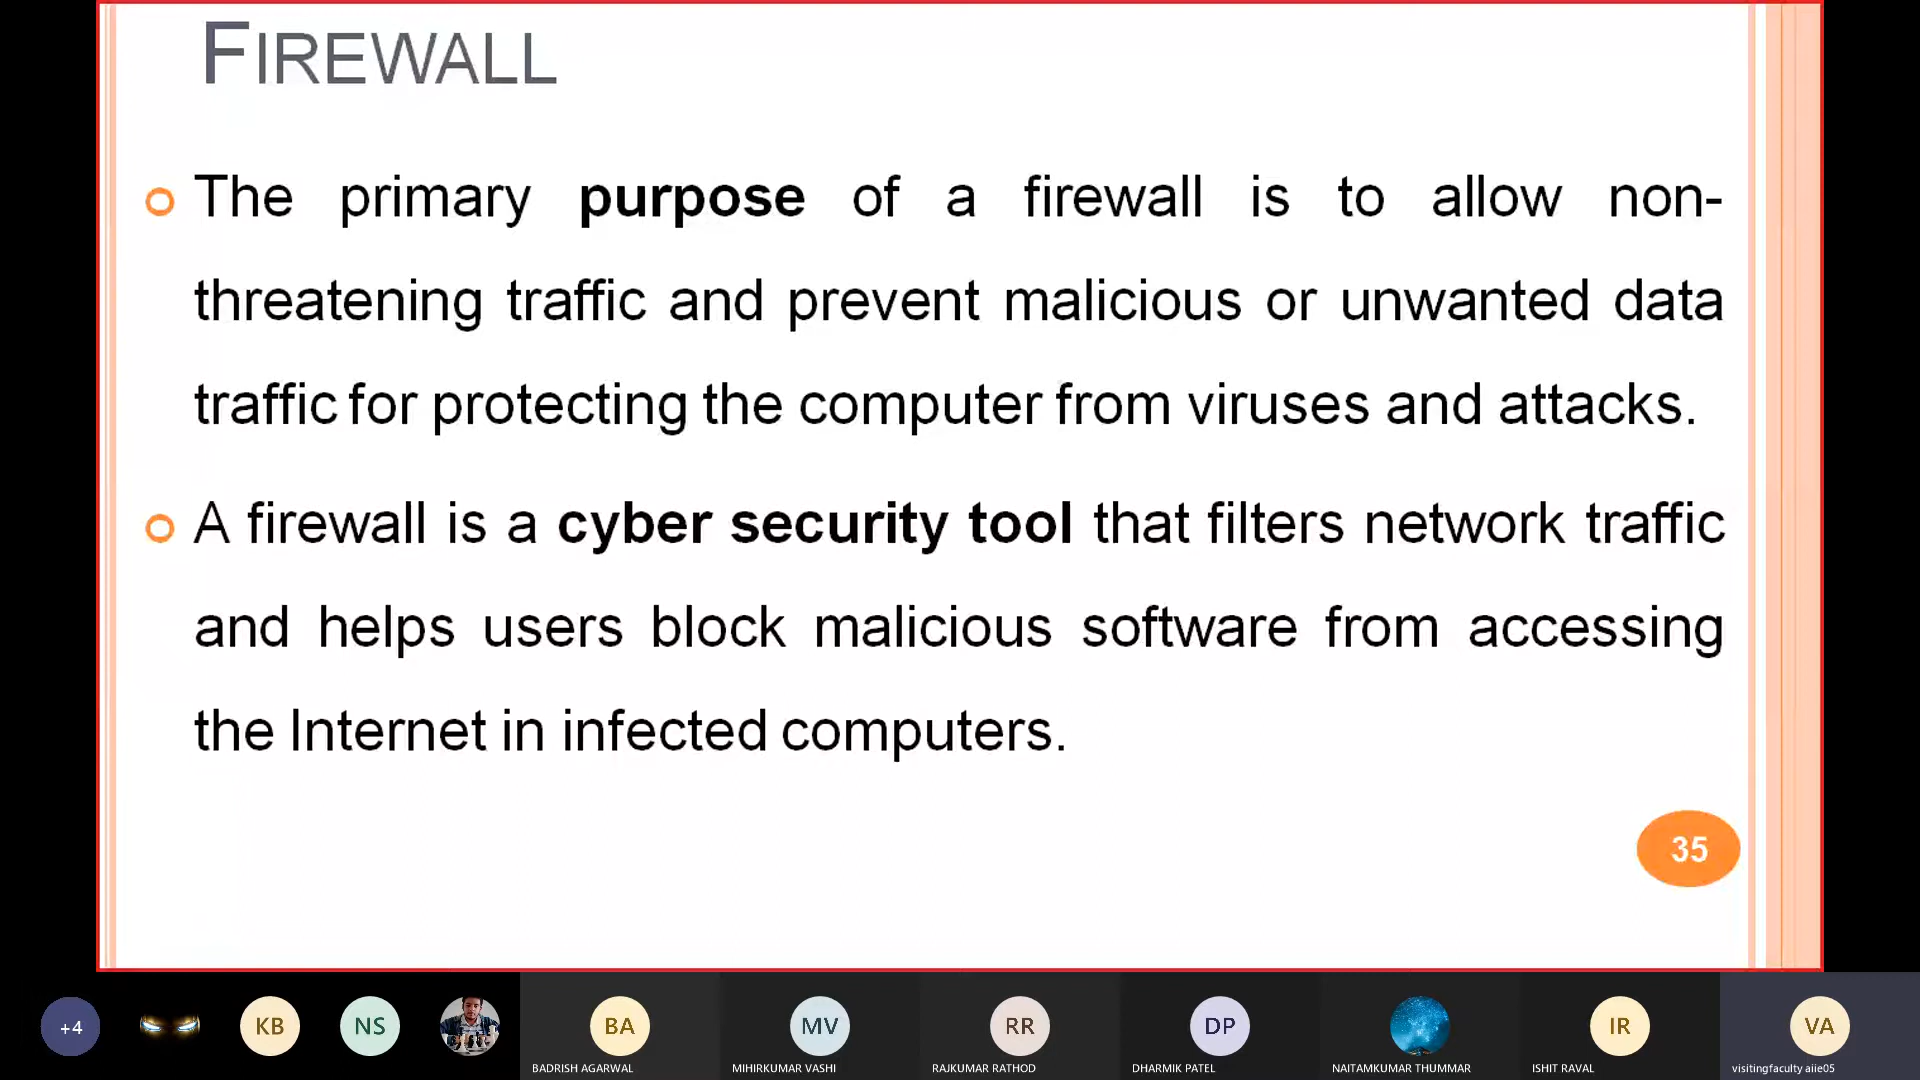 FIREWALL
The primary purpose of a firewall is to allow non-
threatening traffic and prevent malicious or unwanted data
traffic for protecting the computer from viruses and attacks.
A firewall is a cyber security tool that filters network traffic
and helps users block malicious software from accessing
the Internet in infected computers.
35
+4
KB
NS
BA
MV
RR
DP
IR
VA
BADRISH AGARWAL
MIHIRKUMAR VASHI
RAJKUMAR RATHOD
DHARMIK PATEL
NAITAMKUMAR THUMMAR
ISHIT RAVAL
visitingfaculty aiie05